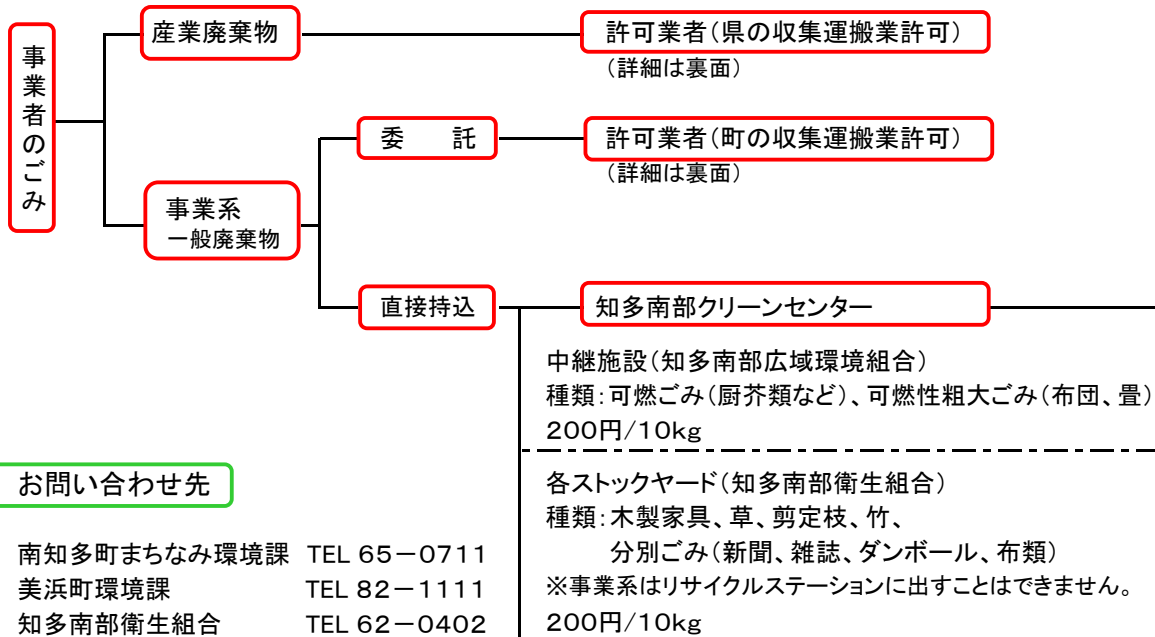 事業者のごみ
産業廃棄物
許可業者(県の収集運搬業許可)
(詳細は裏面)
委　　託
許可業者(町の収集運搬業許可)
(詳細は裏面)
事業系
一般廃棄物
直接持込
知多南部クリーンセンター
中継施設(知多南部広域環境組合)
種類:可燃ごみ(厨芥類など)、可燃性粗大ごみ(布団、畳)
200円/10kg
各ストックヤード(知多南部衛生組合)
種類:木製家具、草、剪定枝、竹、
分別ごみ(新聞、雑誌、ダンボール、布類)
※事業系はリサイクルステーションに出すことはできません。
200円/10kg
お問い合わせ先
南知多町まちなみ環境課 TEL 65-0711
美浜町環境課 TEL 82-1111
知多南部衛生組合 TEL 62-0402